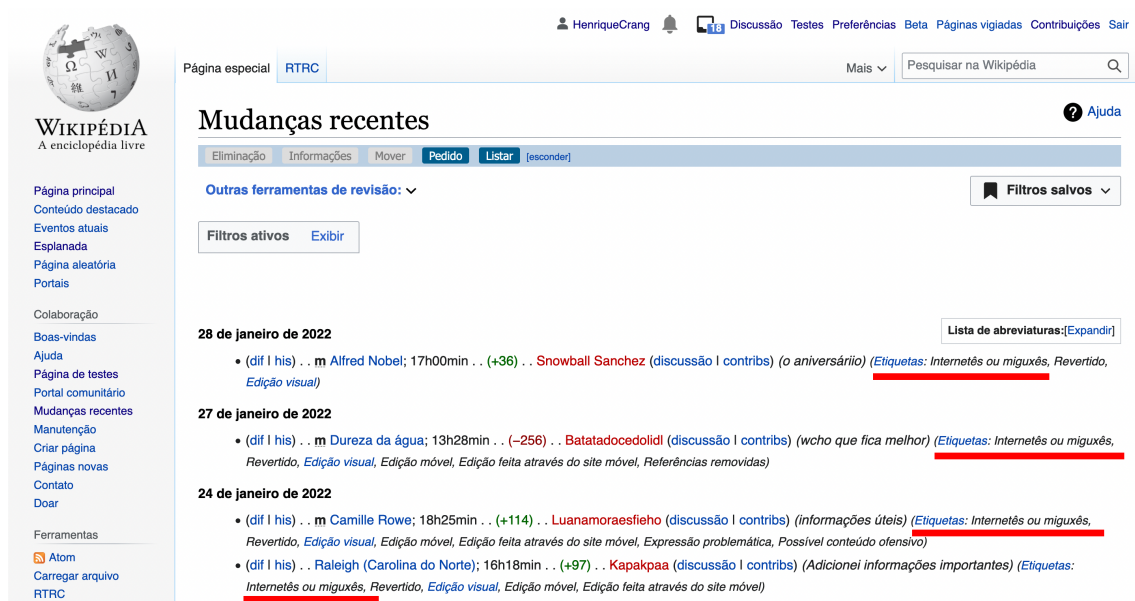 HenriqueCrang 18 Discussão Testes Preferências Beta Páginas vigiadas Contribuições Sair
Página especial RTRC Mais Pesquisar na Wikipédia
WIKIPÉDIA
A enciclopédia livre
Página principal
Conteúdo destacado
Eventos atuais
Esplanada
Página aleatória
Portais
Colaboração
Boas-vindas
Ajuda
Página de testes
Portal comunitário
Mudanças recentes
Manutenção
Criar página
Páginas novas
Contato
Doar
Ferramentas
Atom
Carregar arquivo
RTRC
Mudanças recentes
? Ajuda
Eliminação Informações Mover Pedido Listar [esconder]
Outras ferramentas de revisão:
Filtros salvos
Filtros ativos Exibir
Lista de abreviaturas:[Expandir]
28 de janeiro de 2022
• (dif | his) . . m Alfred Nobel; 17h00min . . (+36) . . Snowball Sanchez (discussão | contribs) (o aniversáriio) (Etiquetas: Internetês ou miguxês, Revertido,
Edição visual)
27 de janeiro de 2022
• (dif | his) . . m Dureza da água; 13h28min . . (−256) . . Batatadocedolidl (discussão | contribs) (wcho que fica melhor) (Etiquetas: Internetês ou miguxês,
Revertido, Edição visual, Edição móvel, Edição feita através do site móvel, Referências removidas)
24 de janeiro de 2022
• (dif | his) . . m Camille Rowe; 18h25min . . (+114) . . Luanamoraesfieho (discussão | contribs) (informações úteis) (Etiquetas: Internetês ou miguxês,
Revertido, Edição visual, Edição móvel, Edição feita através do site móvel, Expressão problemática, Possível conteúdo ofensivo)
• (dif | his) . . Raleigh (Carolina do Norte); 16h18min . . (+97) . . Kapakpaa (discussão | contribs) (Adicionei informações importantes) (Etiquetas:
Internetês ou miguxês, Revertido, Edição visual, Edição móvel, Edição feita através do site móvel)